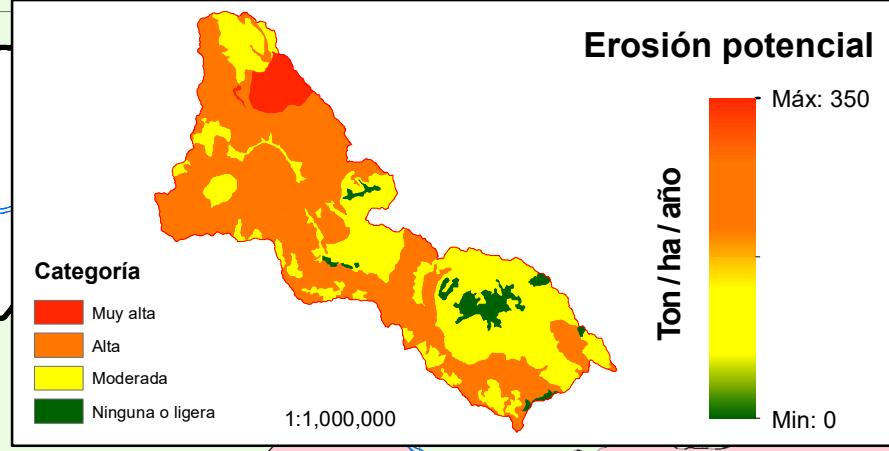 Erosión potencial
Máx: 350
Ton / ha / año
Min: 0
Categoría
Muy alta
Alta
Moderada
Ninguna o ligera
1:1,000,000